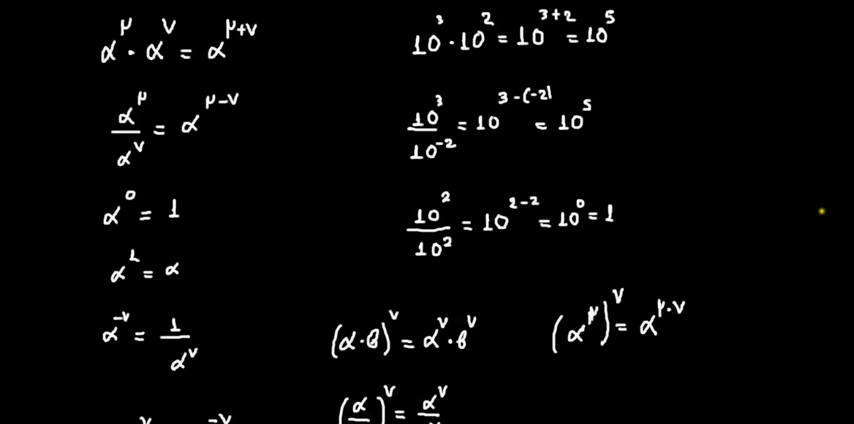 α^μ · α^ν = α^{μ+ν}
10^3 · 10^2 = 10^{3+2} = 10^5
α^μ / α^ν = α^{μ-ν}
10^3 / 10^{-2} = 10^{3-(-2)} = 10^5
α^0 = 1
10^2 / 10^2 = 10^{2-2} = 10^0 = 1
α^1 = α
α^{-ν} = 1 / α^ν
(α·β)^ν = α^ν · β^ν
(α^μ)^ν = α^{μ·ν}